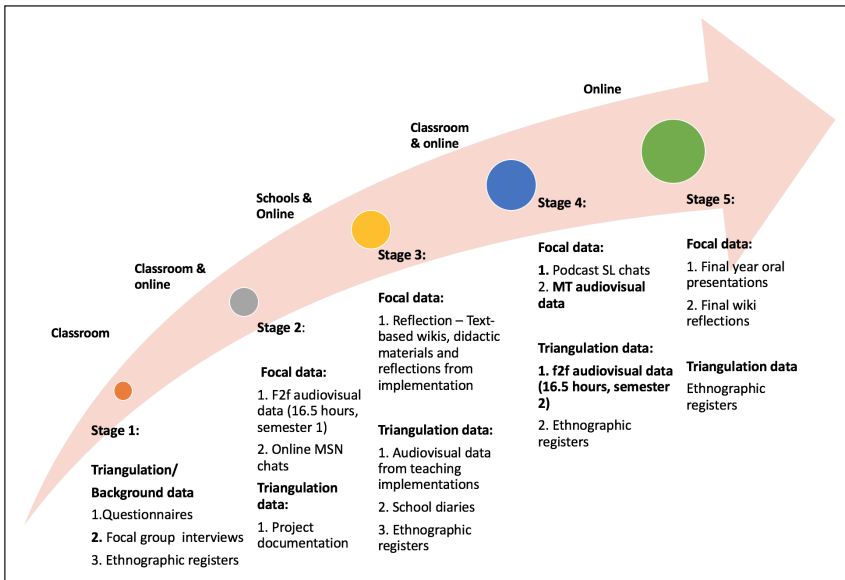 Classroom
Stage 1:
Triangulation/
Background data
1.Questionnaires
2. Focal group interviews
3. Ethnographic registers
Classroom &
online
Stage 2:
Focal data:
1. F2f audiovisual
data (16.5 hours,
semester 1)
2. Online MSN
chats
Triangulation
data:
1. Project
documentation
Schools &
Online
Stage 3:
Focal data:
1. Reflection – Text-
based wikis, didactic
materials and
reflections from
implementation
Triangulation data:
1. Audiovisual data
from teaching
implementations
2. School diaries
3. Ethnographic
registers
Classroom
& online
Stage 4:
Focal data:
1. Podcast SL chats
2. MT audiovisual
data
Triangulation data:
1. f2f audiovisual data
(16.5 hours, semester
2)
2. Ethnographic
registers
Online
Stage 5:
Focal data:
1. Final year oral
presentations
2. Final wiki
reflections
Triangulation data
Ethnographic
registers